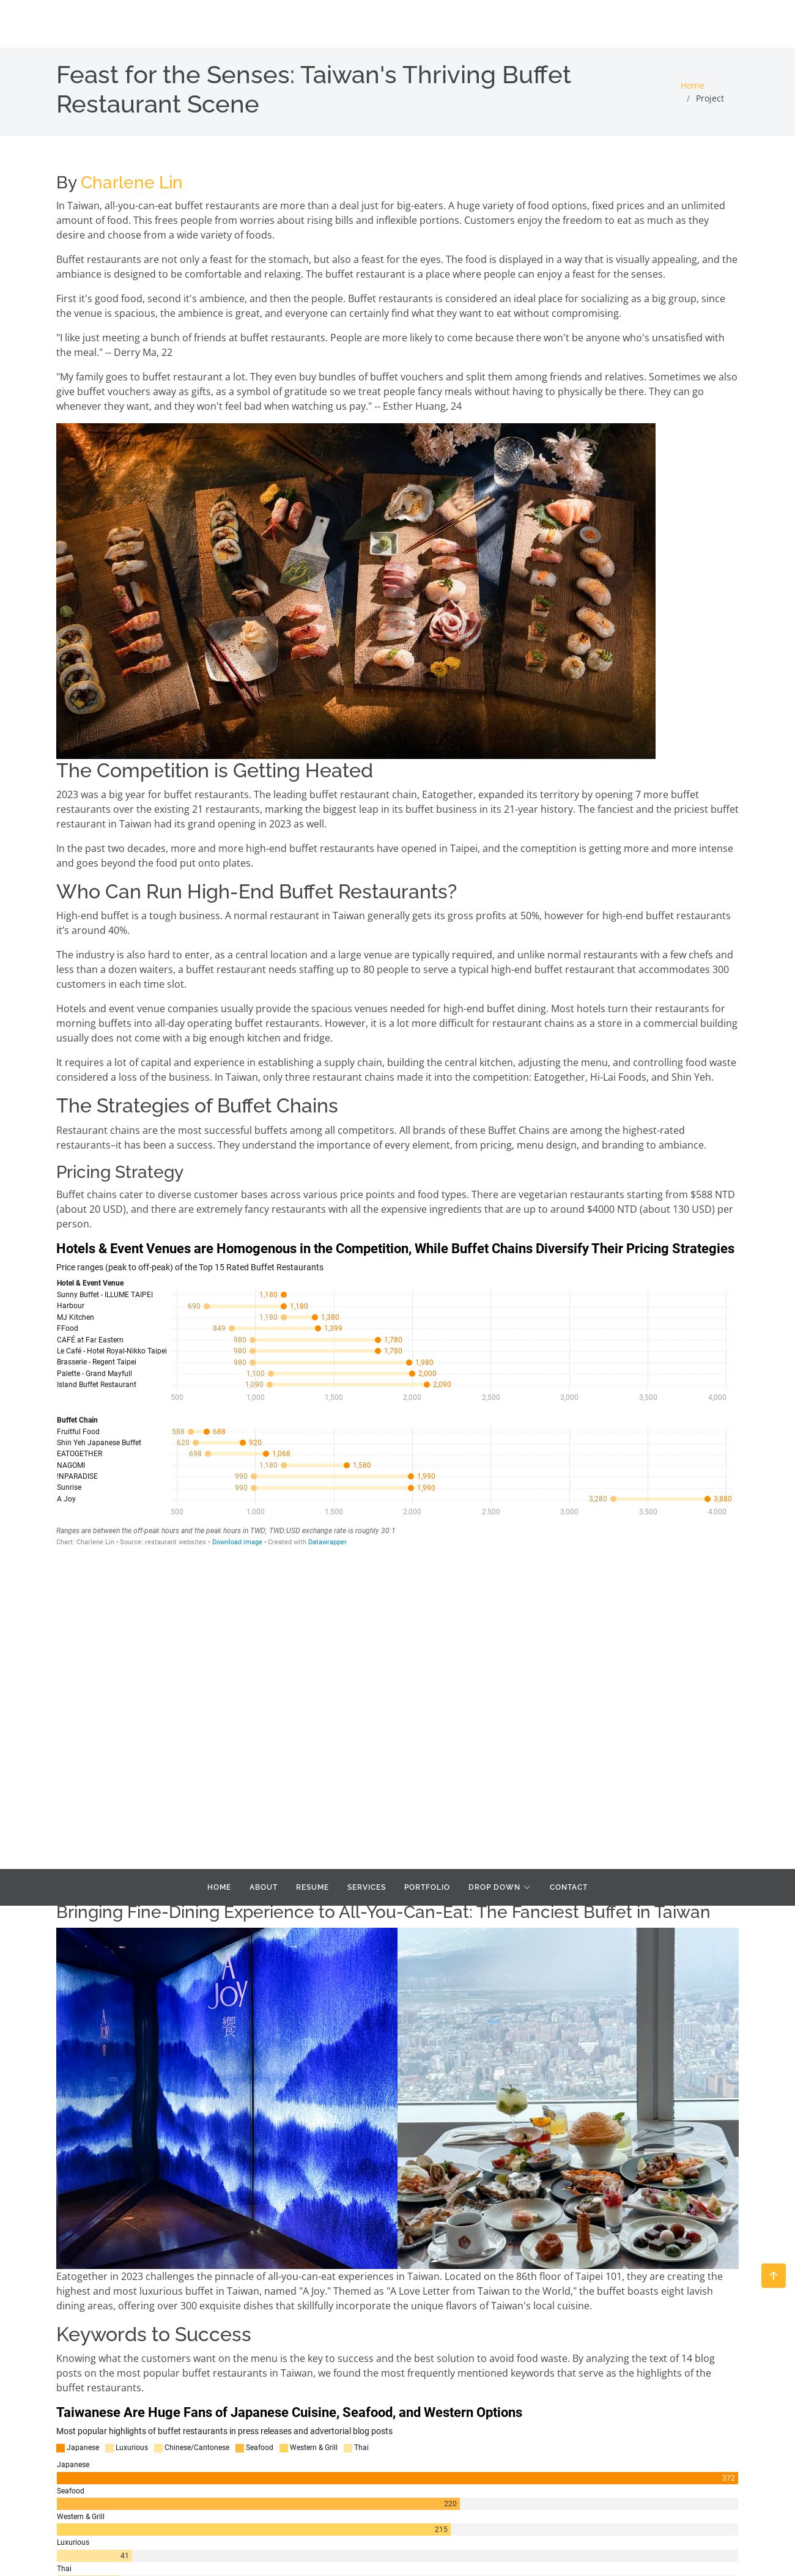 Feast for the Senses: Taiwan's Thriving Buffet
Restaurant Scene
Home
/ Project
By Charlene Lin
In Taiwan, all-you-can-eat buffet restaurants are more than a deal just for big-eaters. A huge variety of food options, fixed prices and an unlimited
amount of food. This frees people from worries about rising bills and inflexible portions. Customers enjoy the freedom to eat as much as they
desire and choose from a wide variety of foods.
Buffet restaurants are not only a feast for the stomach, but also a feast for the eyes. The food is displayed in a way that is visually appealing, and the
ambiance is designed to be comfortable and relaxing. The buffet restaurant is a place where people can enjoy a feast for the senses.
First it's good food, second it's ambience, and then the people. Buffet restaurants is considered an ideal place for socializing as a big group, since
the venue is spacious, the ambience is great, and everyone can certainly find what they want to eat without compromising.
"I like just meeting a bunch of friends at buffet restaurants. People are more likely to come because there won't be anyone who's unsatisfied with
the meal." -- Derry Ma, 22
"My family goes to buffet restaurant a lot. They even buy bundles of buffet vouchers and split them among friends and relatives. Sometimes we also
give buffet vouchers away as gifts, as a symbol of gratitude so we treat people fancy meals without having to physically be there. They can go
whenever they want, and they won't feel bad when watching us pay." -- Esther Huang, 24
The Competition is Getting Heated
2023 was a big year for buffet restaurants. The leading buffet restaurant chain, Eatogether, expanded its territory by opening 7 more buffet
restaurants over the existing 21 restaurants, marking the biggest leap in its buffet business in its 21-year history. The fanciest and the priciest buffet
restaurant in Taiwan had its grand opening in 2023 as well.
In the past two decades, more and more high-end buffet restaurants have opened in Taipei, and the comeptition is getting more and more intense
and goes beyond the food put onto plates.
Who Can Run High-End Buffet Restaurants?
High-end buffet is a tough business. A normal restaurant in Taiwan generally gets its gross profits at 50%, however for high-end buffet restaurants
it's around 40%.
The industry is also hard to enter, as a central location and a large venue are typically required, and unlike normal restaurants with a few chefs and
less than a dozen waiters, a buffet restaurant needs staffing up to 80 people to serve a typical high-end buffet restaurant that accommodates 300
customers in each time slot.
Hotels and event venue companies usually provide the spacious venues needed for high-end buffet dining. Most hotels turn their restaurants for
morning buffets into all-day operating buffet restaurants. However, it is a lot more difficult for restaurant chains as a store in a commercial building
usually does not come with a big enough kitchen and fridge.
It requires a lot of capital and experience in establishing a supply chain, building the central kitchen, adjusting the menu, and controlling food waste
considered a loss of the business. In Taiwan, only three restaurant chains made it into the competition: Eatogether, Hi-Lai Foods, and Shin Yeh.
The Strategies of Buffet Chains
Restaurant chains are the most successful buffets among all competitors. All brands of these Buffet Chains are among the highest-rated
restaurants–it has been a success. They understand the importance of every element, from pricing, menu design, and branding to ambiance.
Pricing Strategy
Buffet chains cater to diverse customer bases across various price points and food types. There are vegetarian restaurants starting from $588 NTD
(about 20 USD), and there are extremely fancy restaurants with all the expensive ingredients that are up to around $4000 NTD (about 130 USD) per
person.
Hotels & Event Venues are Homogenous in the Competition, While Buffet Chains Diversify Their Pricing Strategies
Price ranges (peak to off-peak) of the Top 15 Rated Buffet Restaurants
Hotel & Event Venue
Sunny Buffet - ILLUME TAIPEI 1,180
Harbour 690 1,180
MJ Kitchen 1,180 1,380
FFood 849 1,399
CAFÉ at Far Eastern 980 1,780
Le Café - Hotel Royal-Nikko Taipei 980 1,780
Brasserie - Regent Taipei 980 1,980
Palette - Grand Mayfull 1,100 2,000
Island Buffet Restaurant 1,090 2,090
500 1,000 1,500 2,000 2,500 3,000 3,500 4,000
Buffet Chain
Fruitful Food 588 688
Shin Yeh Japanese Buffet 620 920
EATOGETHER 698 1,068
NAGOMI 1,180 1,580
!NPARADISE 990 1,990
Sunrise 990 1,990
A Joy 3,280 3,880
500 1.000 1.500 2.000 2.500 3.000 3.500 4.000
Ranges are between the off-peak hours and the peak hours in TWD; TWD:USD exchange rate is roughly 30:1
Chart: Charlene Lin • Source: restaurant websites • Download image • Created with Datawrapper
HOME ABOUT RESUME SERVICES PORTFOLIO DROP DOWN CONTACT
Bringing Fine-Dining Experience to All-You-Can-Eat: The Fanciest Buffet in Taiwan
A
JOY
饗
Eatogether in 2023 challenges the pinnacle of all-you-can-eat experiences in Taiwan. Located on the 86th floor of Taipei 101, they are creating the
highest and most luxurious buffet in Taiwan, named "A Joy." Themed as "A Love Letter from Taiwan to the World," the buffet boasts eight lavish
dining areas, offering over 300 exquisite dishes that skillfully incorporate the unique flavors of Taiwan's local cuisine.
Keywords to Success
Knowing what the customers want on the menu is the key to success and the best solution to avoid food waste. By analyzing the text of 14 blog
posts on the most popular buffet restaurants in Taiwan, we found the most frequently mentioned keywords that serve as the highlights of the
buffet restaurants.
Taiwanese Are Huge Fans of Japanese Cuisine, Seafood, and Western Options
Most popular highlights of buffet restaurants in press releases and advertorial blog posts
Japanese Luxurious Chinese/Cantonese Seafood Western & Grill Thai
Japanese
372
Seafood
220
Western & Grill
215
Luxurious
41
Thai